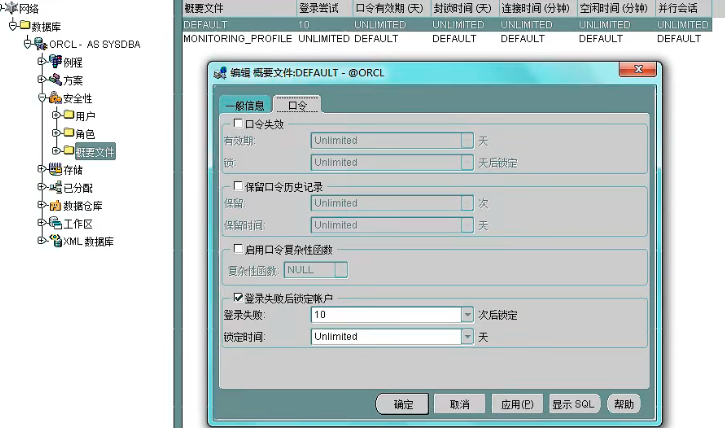 网络
数据库
ORCL - AS SYSDBA
例程
方案
安全性
用户
角色
概要文件
存储
已分配
数据仓库
工作区
XML 数据库
概要文件 登录尝试 口令有效期 (天) 封锁时间 (天) 连接时间 (分钟) 空闲时间 (分钟) 并行会话
DEFAULT 10 UNLIMITED UNLIMITED UNLIMITED UNLIMITED UNLIMITED
MONITORING_PROFILE UNLIMITED DEFAULT DEFAULT DEFAULT DEFAULT DEFAULT
编辑 概要文件:DEFAULT - @ORCL
一般信息 口令
口令失效
有效期: Unlimited 天
锁: Unlimited 天后锁定
保留口令历史记录
保留: Unlimited 次
保留时间: Unlimited 天
启用口令复杂性函数
复杂性函数: NULL
登录失败后锁定帐户
登录失败: 10 次后锁定
锁定时间: Unlimited 天
确定 取消 应用(P) 显示 SQL 帮助